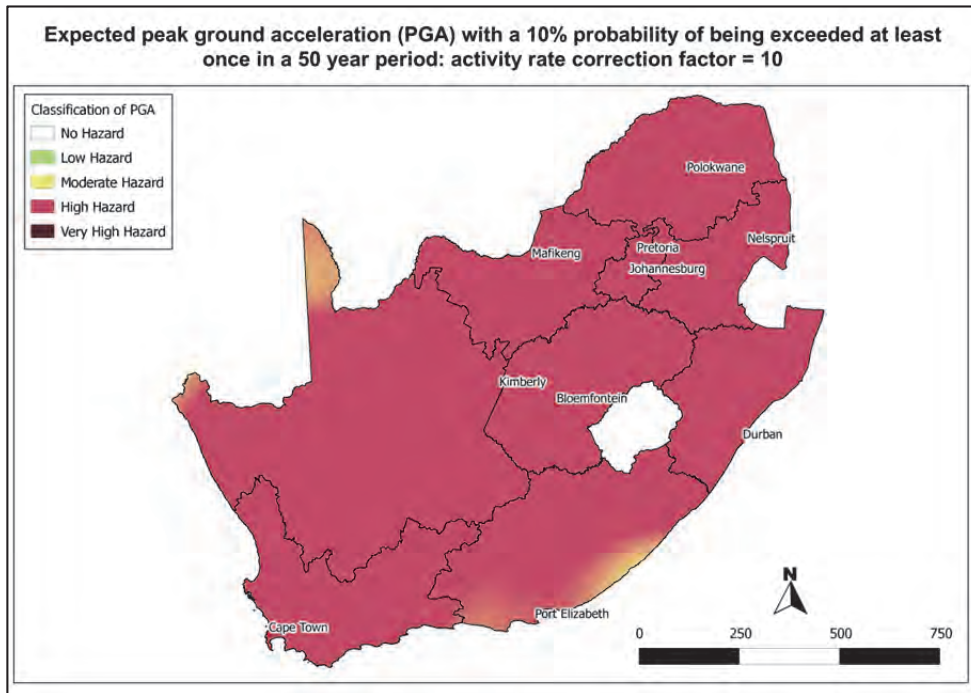 Expected peak ground acceleration (PGA) with a 10% probability of being exceeded at least
once in a 50 year period: activity rate correction factor = 10
Classification of PGA
No Hazard
Low Hazard
Moderate Hazard
High Hazard
Very High Hazard
Polokwane
Nelspruit
Mafikeng
Pretoria
Johannesburg
Kimberly
Bloemfontein
Durban
Port Elizabeth
Cape Town
N
0 250 500 750